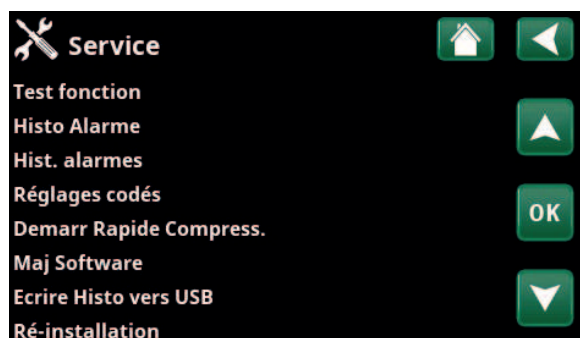 Service
Test fonction
Histo Alarme
Hist. alarmes
Réglages codés
Demarr Rapide Compress.
OK
Maj Software
Ecrire Histo vers USB
Ré-installation